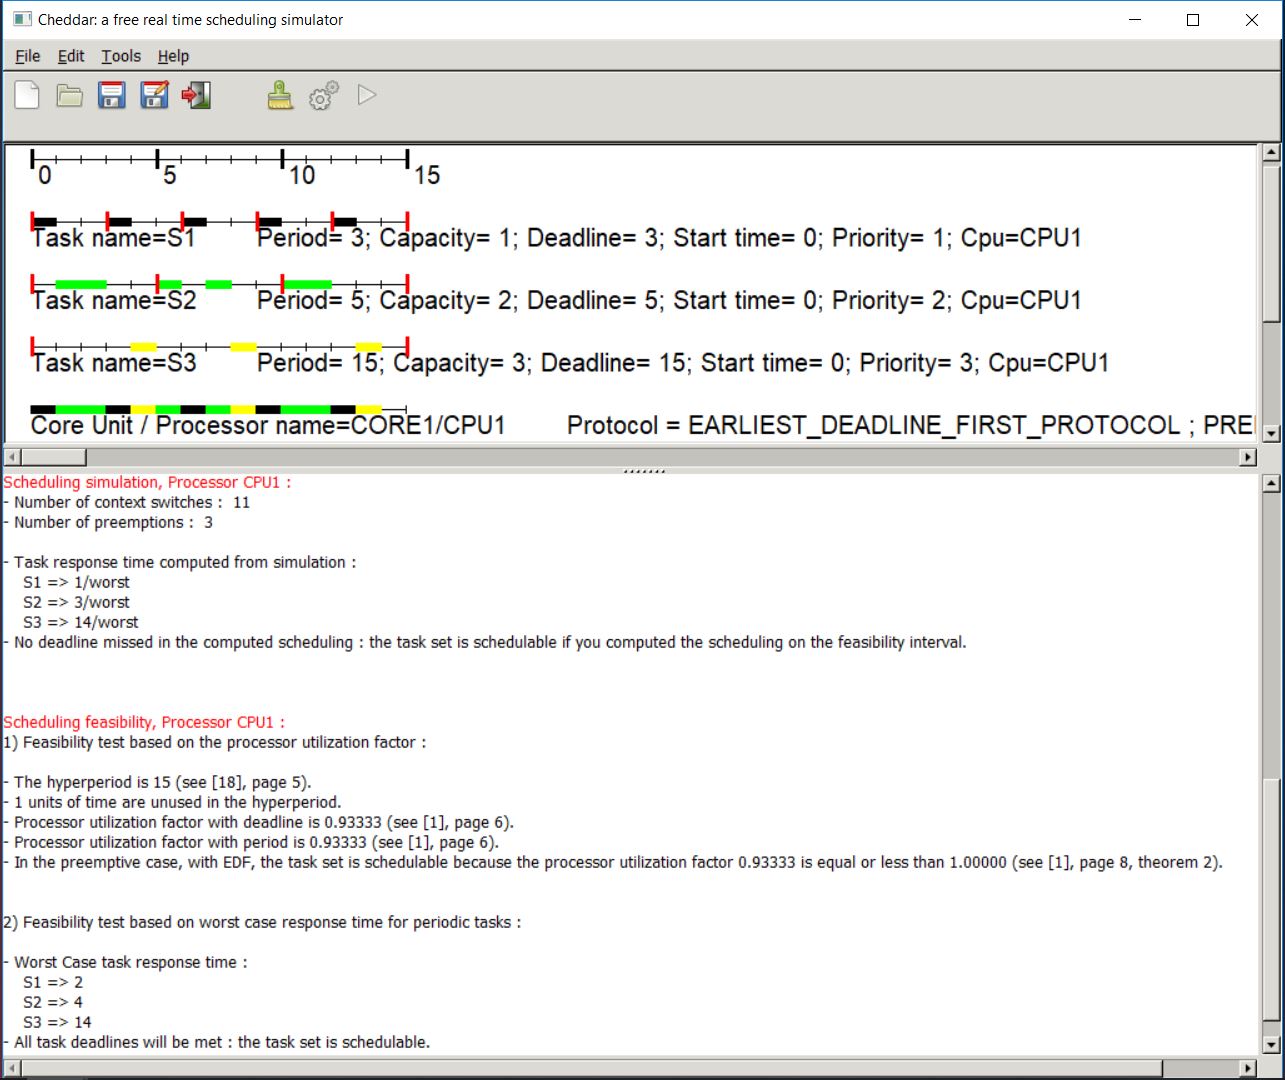 Cheddar: a free real time scheduling simulator
File Edit Tools Help
0 5 10 15
Task name=S1 Period= 3; Capacity= 1; Deadline= 3; Start time= 0; Priority= 1; Cpu=CPU1
Task name=S2 Period= 5; Capacity= 2; Deadline= 5; Start time= 0; Priority= 2; Cpu=CPU1
Task name=S3 Period= 15; Capacity= 3; Deadline= 15; Start time= 0; Priority= 3; Cpu=CPU1
Core Unit / Processor name=CORE1/CPU1 Protocol = EARLIEST_DEADLINE_FIRST_PROTOCOL ; PREI
Scheduling simulation, Processor CPU1 :
- Number of context switches : 11
- Number of preemptions : 3
- Task response time computed from simulation :
S1 => 1/worst
S2 => 3/worst
S3 => 14/worst
- No deadline missed in the computed scheduling : the task set is schedulable if you computed the scheduling on the feasibility interval.
Scheduling feasibility, Processor CPU1 :
1) Feasibility test based on the processor utilization factor :
- The hyperperiod is 15 (see [18], page 5).
- 1 units of time are unused in the hyperperiod.
- Processor utilization factor with deadline is 0.93333 (see [1], page 6).
- Processor utilization factor with period is 0.93333 (see [1], page 6).
- In the preemptive case, with EDF, the task set is schedulable because the processor utilization factor 0.93333 is equal or less than 1.00000 (see [1], page 8, theorem 2).
2) Feasibility test based on worst case response time for periodic tasks :
- Worst Case task response time :
S1 => 2
S2 => 4
S3 => 14
- All task deadlines will be met : the task set is schedulable.